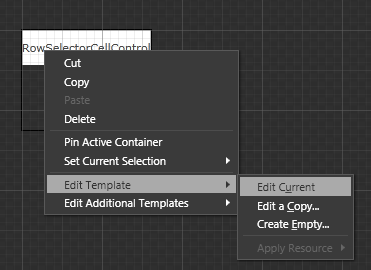 RowSelectorCellControl
Cut
Copy
Paste
Delete
Pin Active Container
Set Current Selection
Edit Template
Edit Additional Templates
Edit Current
Edit a Copy...
Create Empty...
Apply Resource